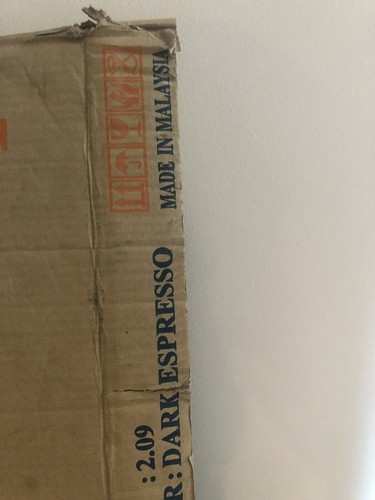 MADE IN MALAYSIA
: 2.09
R : DARK ESPRESSO